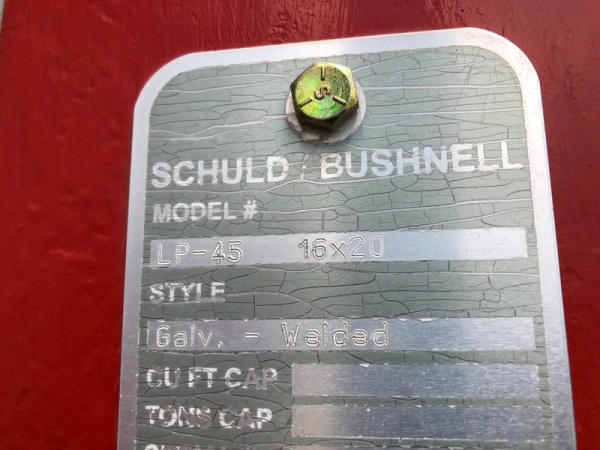 S
SCHULD / BUSHNELL
MODEL #
LP-45 16x20
STYLE
Galv. - Welded
CU FT CAP
TONS CAP